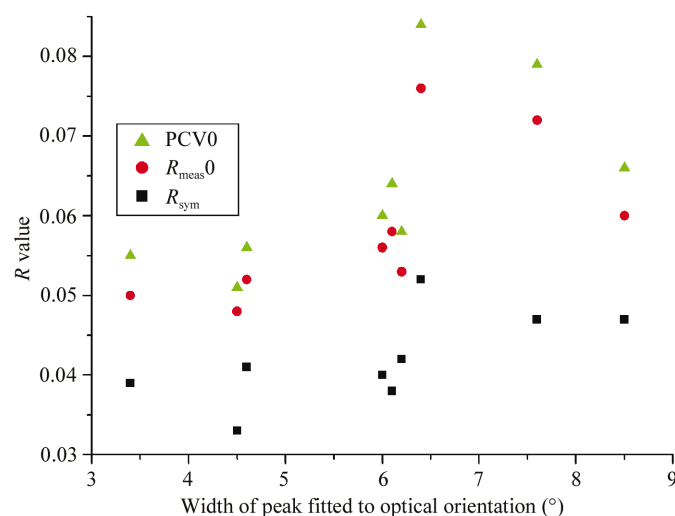 0.08
0.07
0.06
0.05
0.04
0.03
R value
PCV0
Rmeas0
Rsym
3 4 5 6 7 8 9
Width of peak fitted to optical orientation (°)